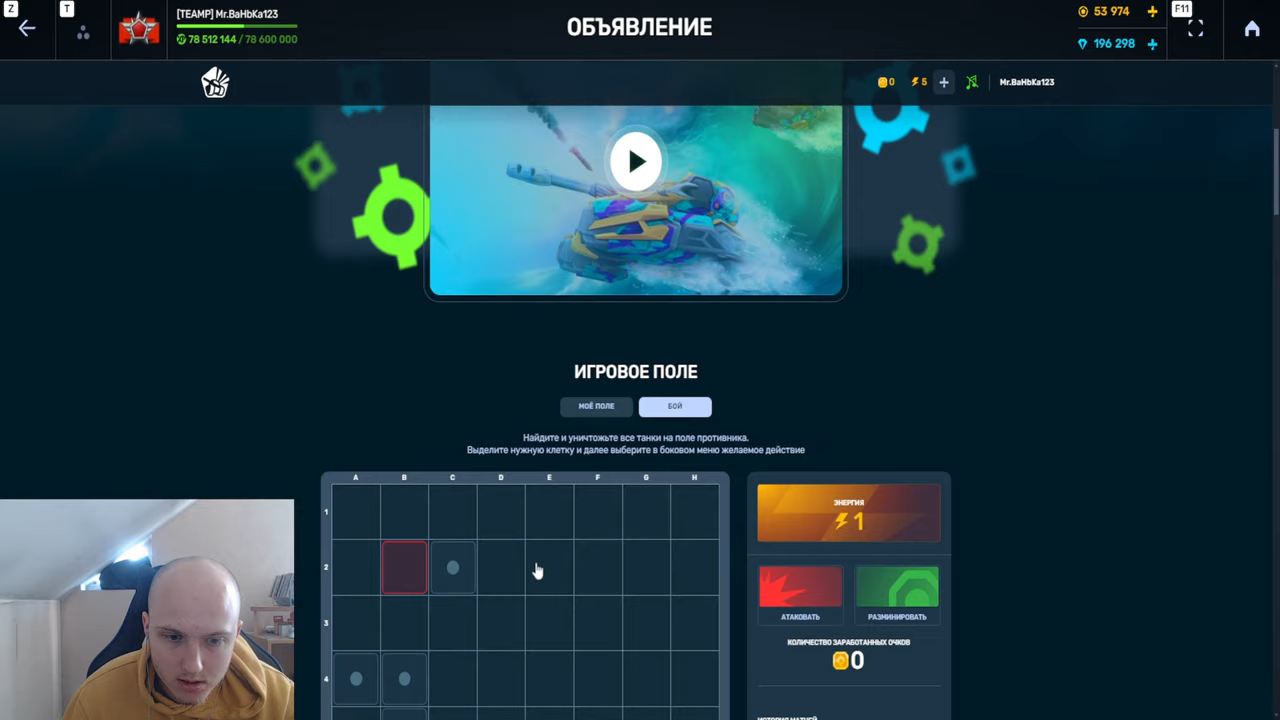 Z
T
[TEAMP] Mr.BaHbKa123
78 512 144 / 78 600 000
ОБЪЯВЛЕНИЕ
53 974
196 298
F11
0
5
Mr.BaHbKa123
ИГРОВОЕ ПОЛЕ
МОЁ ПОЛЕ
БОЙ
Найдите и уничтожьте все танки на поле противника.
Выделите нужную клетку и далее выберите в боковом меню желаемое действие
A B C D E F G H
1
2
3
4
ЭНЕРГИЯ
1
АТАКОВАТЬ
РАЗМИНИРОВАТЬ
КОЛИЧЕСТВО ЗАРАБОТАННЫХ ОЧКОВ
0
ИСТОРИЯ МАТЧЕЙ